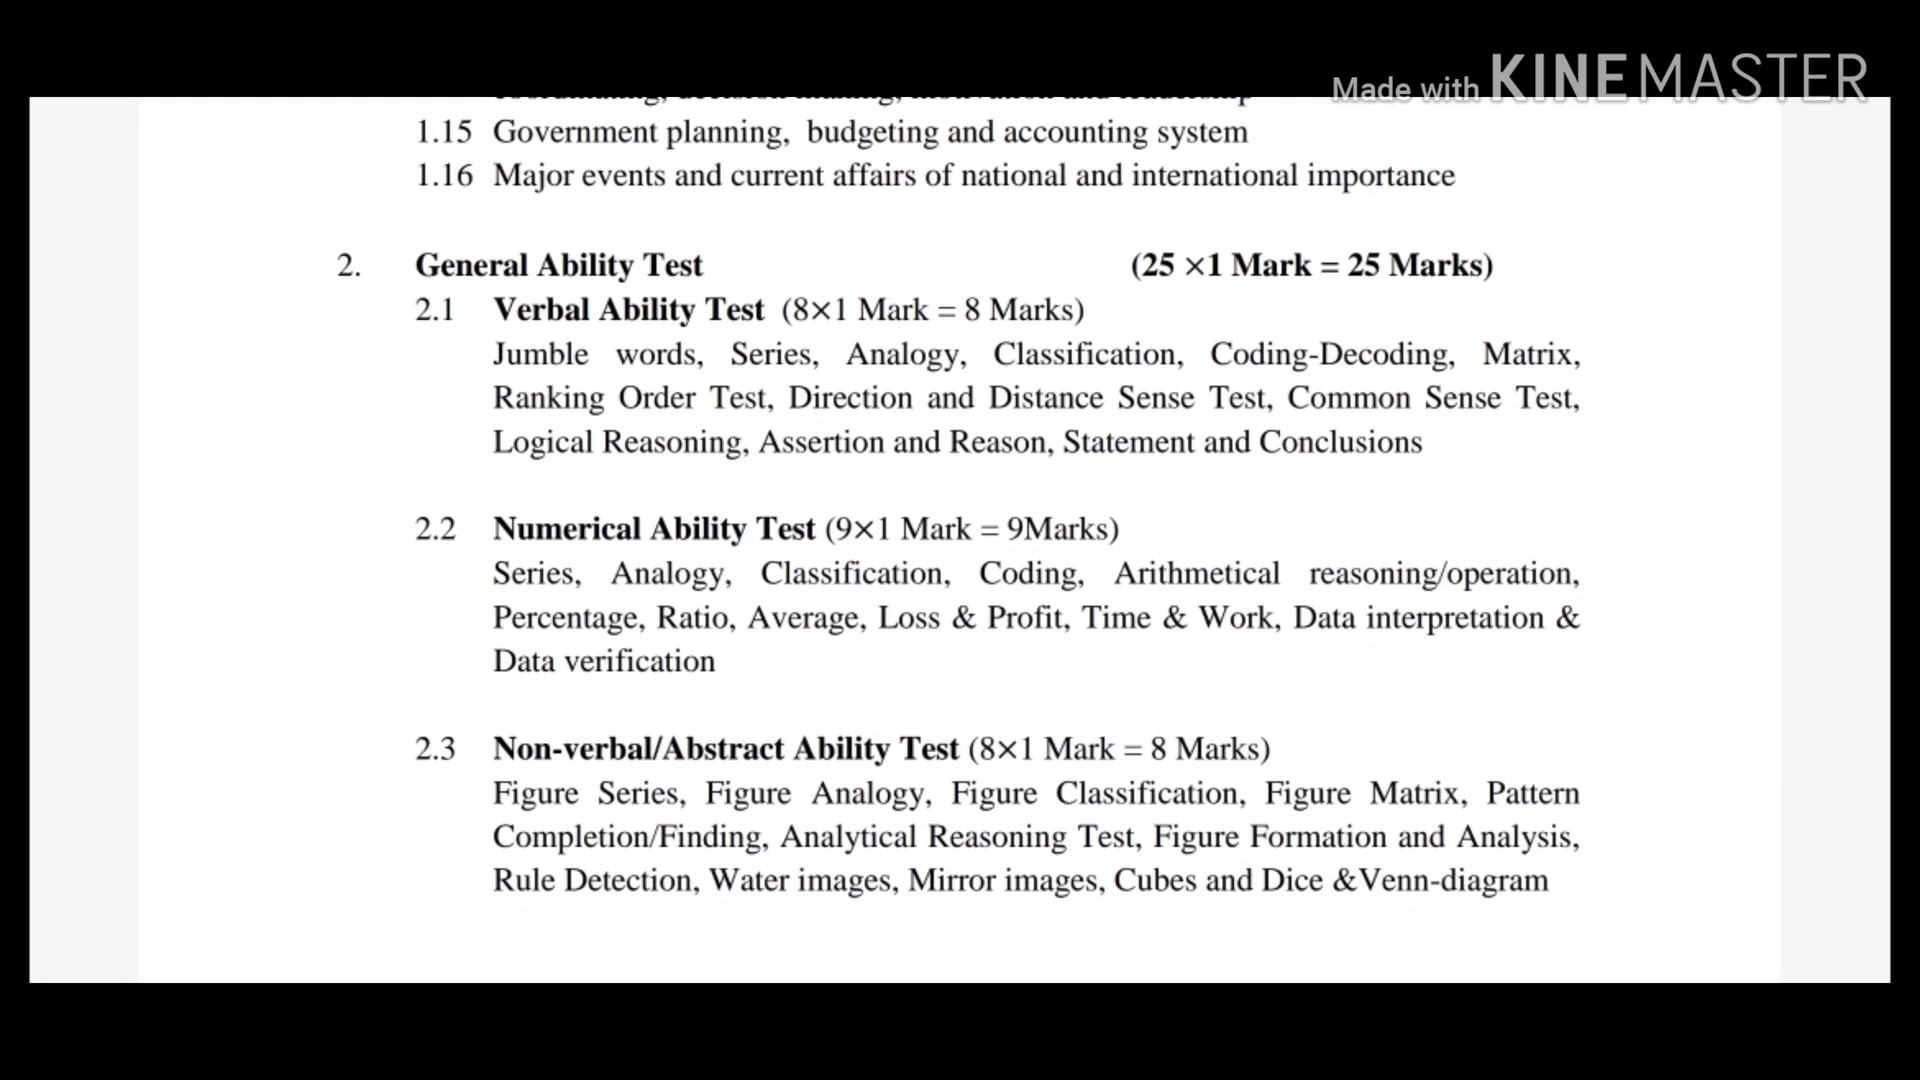 Made with KINEMASTER
1.15 Government planning, budgeting and accounting system
1.16 Major events and current affairs of national and international importance
2. General Ability Test (25 ×1 Mark = 25 Marks)
2.1 Verbal Ability Test (8×1 Mark = 8 Marks)
Jumble words, Series, Analogy, Classification, Coding-Decoding, Matrix,
Ranking Order Test, Direction and Distance Sense Test, Common Sense Test,
Logical Reasoning, Assertion and Reason, Statement and Conclusions
2.2 Numerical Ability Test (9×1 Mark = 9Marks)
Series, Analogy, Classification, Coding, Arithmetical reasoning/operation,
Percentage, Ratio, Average, Loss & Profit, Time & Work, Data interpretation &
Data verification
2.3 Non-verbal/Abstract Ability Test (8×1 Mark = 8 Marks)
Figure Series, Figure Analogy, Figure Classification, Figure Matrix, Pattern
Completion/Finding, Analytical Reasoning Test, Figure Formation and Analysis,
Rule Detection, Water images, Mirror images, Cubes and Dice &Venn-diagram